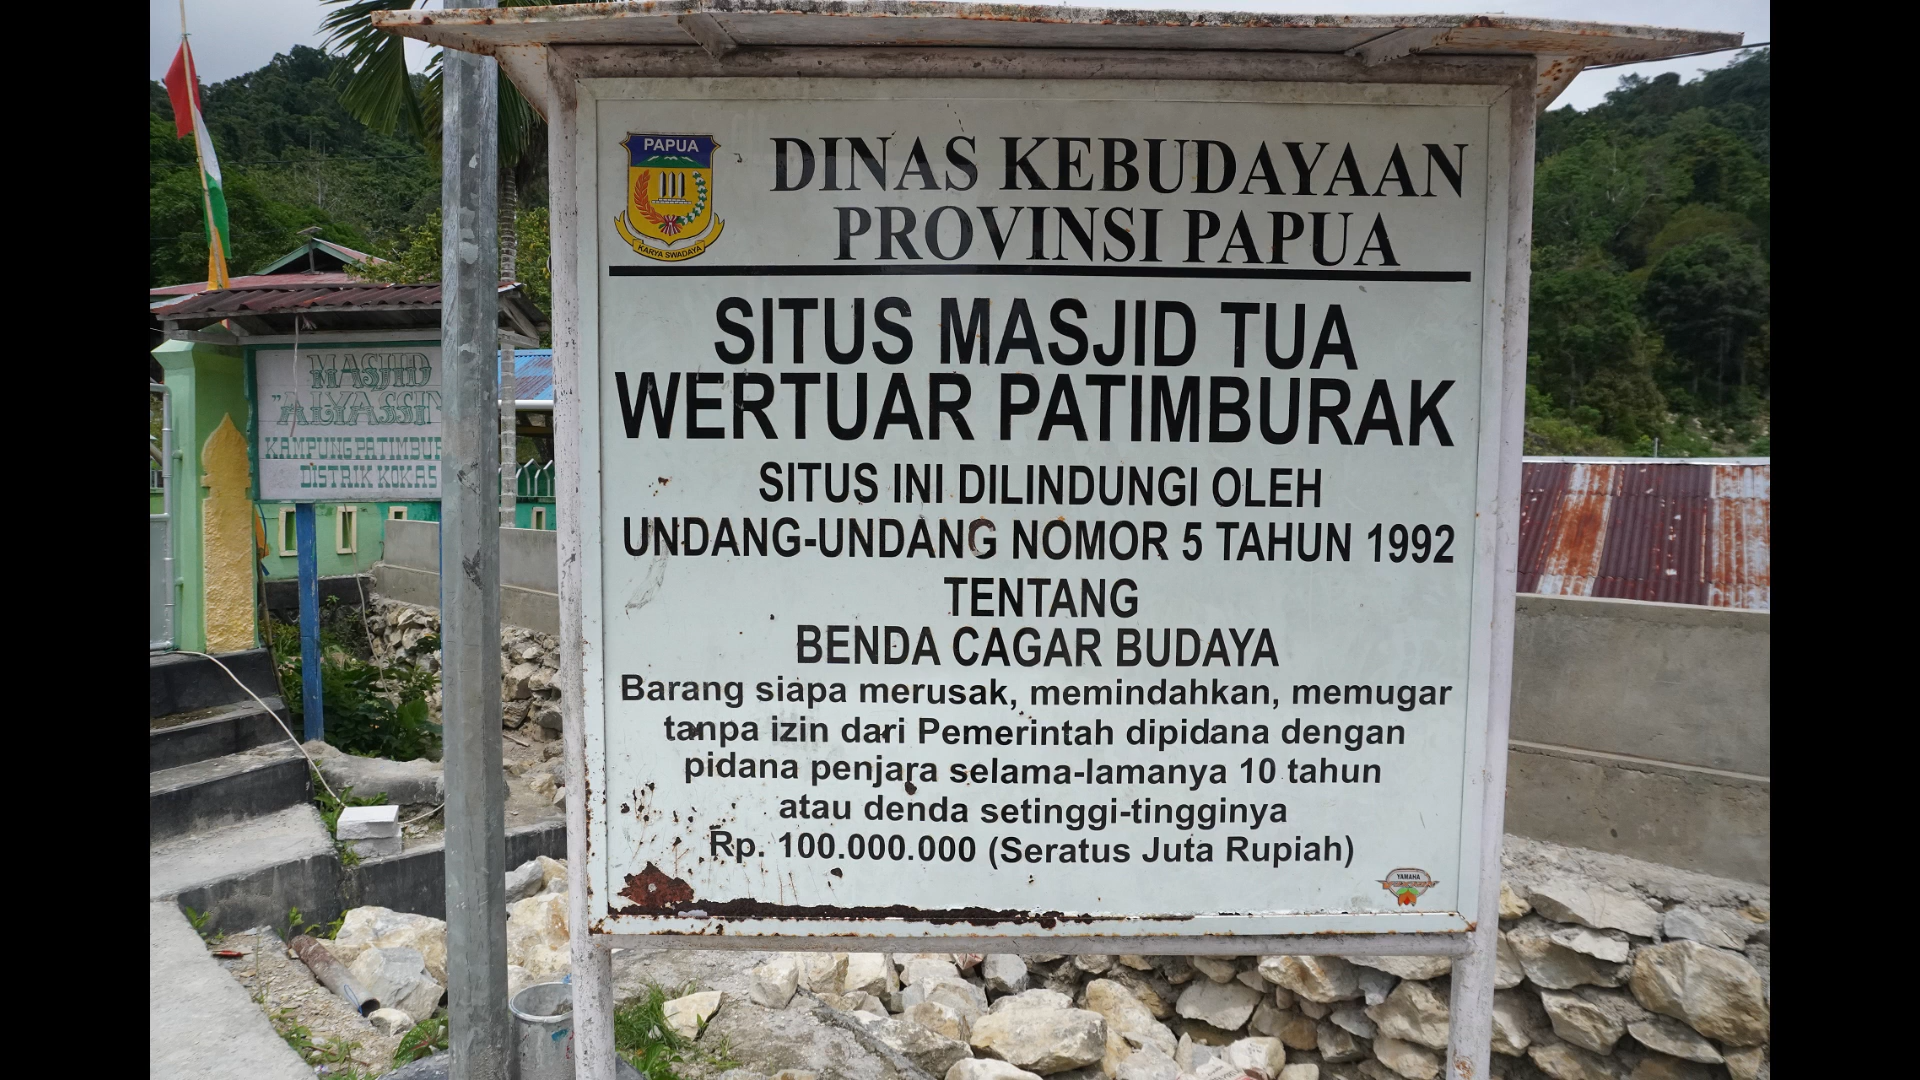 PAPUA
KARYA SWADAYA
DINAS KEBUDAYAAN
PROVINSI PAPUA
SITUS MASJID TUA
WERTUAR PATIMBURAK
SITUS INI DILINDUNGI OLEH
UNDANG-UNDANG NOMOR 5 TAHUN 1992
TENTANG
BENDA CAGAR BUDAYA
Barang siapa merusak, memindahkan, memugar
tanpa izin dari Pemerintah dipidana dengan
pidana penjara selama-lamanya 10 tahun
atau denda setinggi-tingginya
Rp. 100.000.000 (Seratus Juta Rupiah)
YAMAHA
MASJID
KAMPUNG
DISTRIK KOKAS